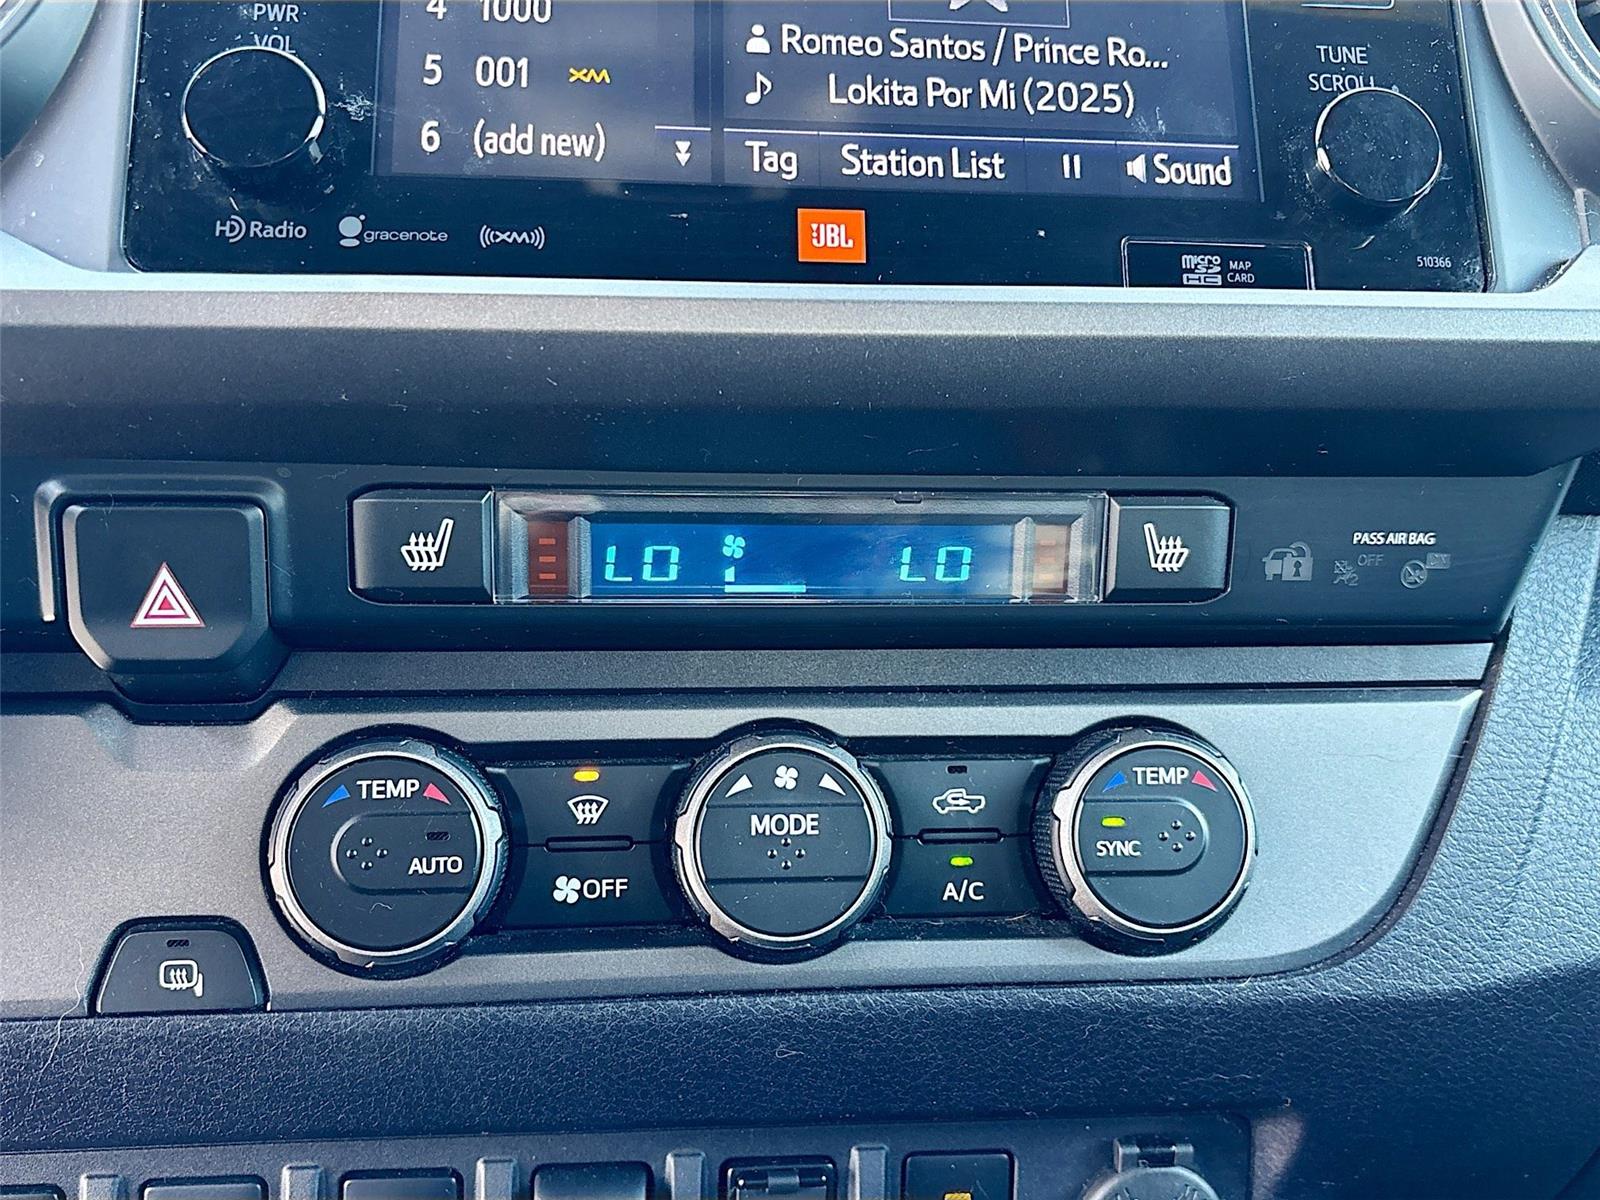 PWR
VOL
4 1000
5 001 XM
6 (add new)
Romeo Santos / Prince Ro...
Lokita Por Mi (2025)
Tag Station List Sound
TUNE
SCROLL
HD Radio gracenote ((XM)) JBL
micro SD HC MAP CARD
510366
LO LO
PASS AIR BAG
OFF ON
TEMP
AUTO
OFF
MODE
A/C
TEMP
SYNC